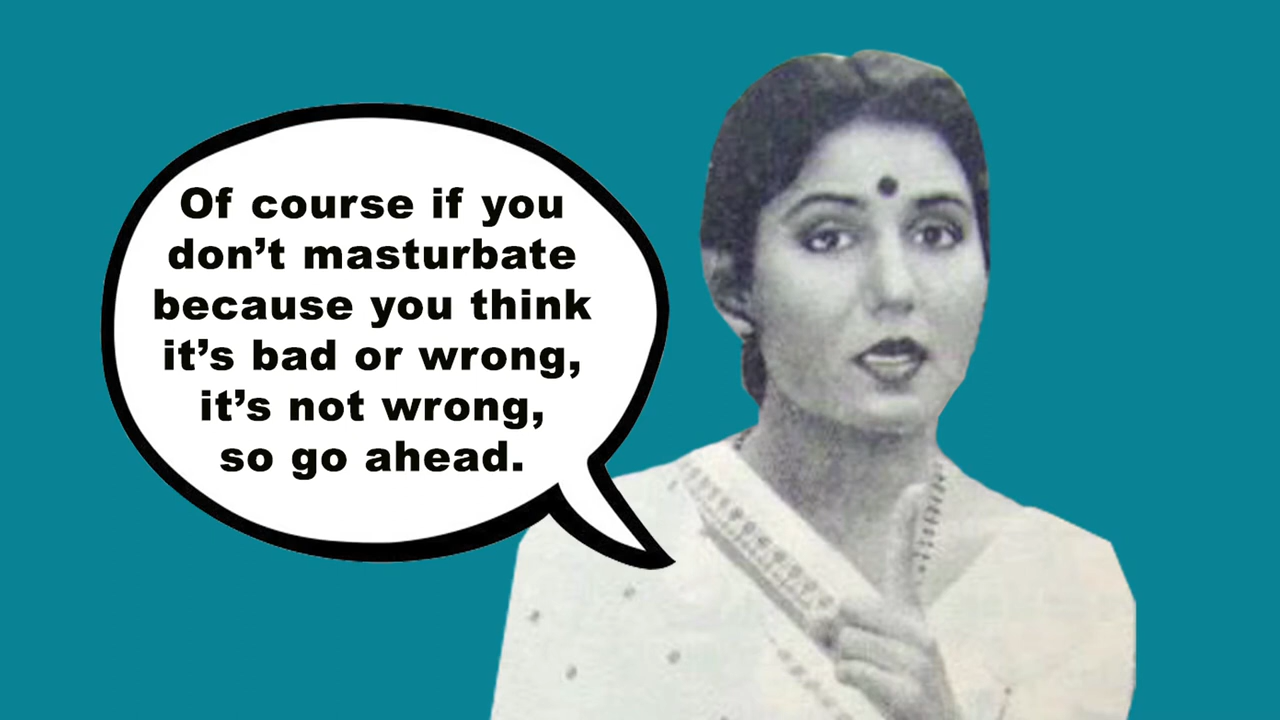 Of course if you
don’t masturbate
because you think
it’s bad or wrong,
it’s not wrong,
so go ahead.